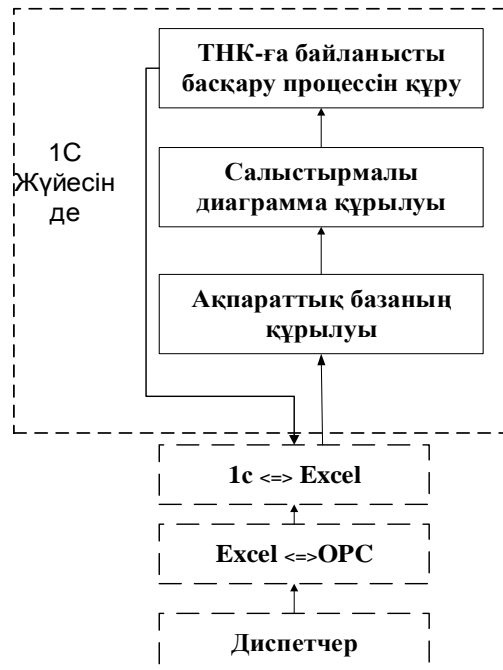 ТНК-ға байланысты
басқару процессін құру
1С
Жүйесін
де
Салыстырмалы
диаграмма құрылуы
Ақпараттық базаның
құрылуы
1с <=> Excel
Excel <=>OPC
Диспетчер